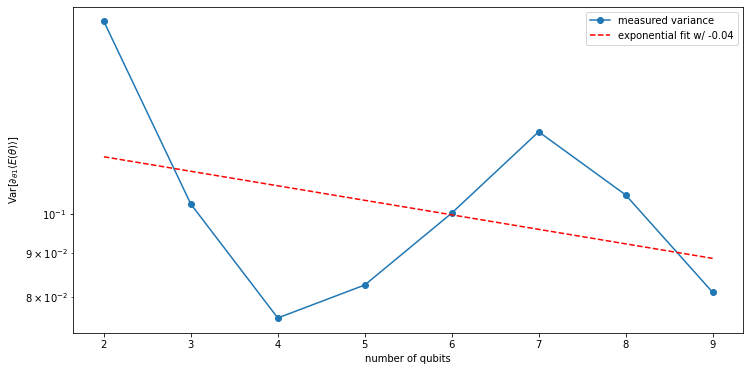 measured variance
exponential fit w/ -0.04
Var[∂_{θ1}⟨E(θ)⟩]
10⁻¹
9 × 10⁻²
8 × 10⁻²
2 3 4 5 6 7 8 9
number of qubits